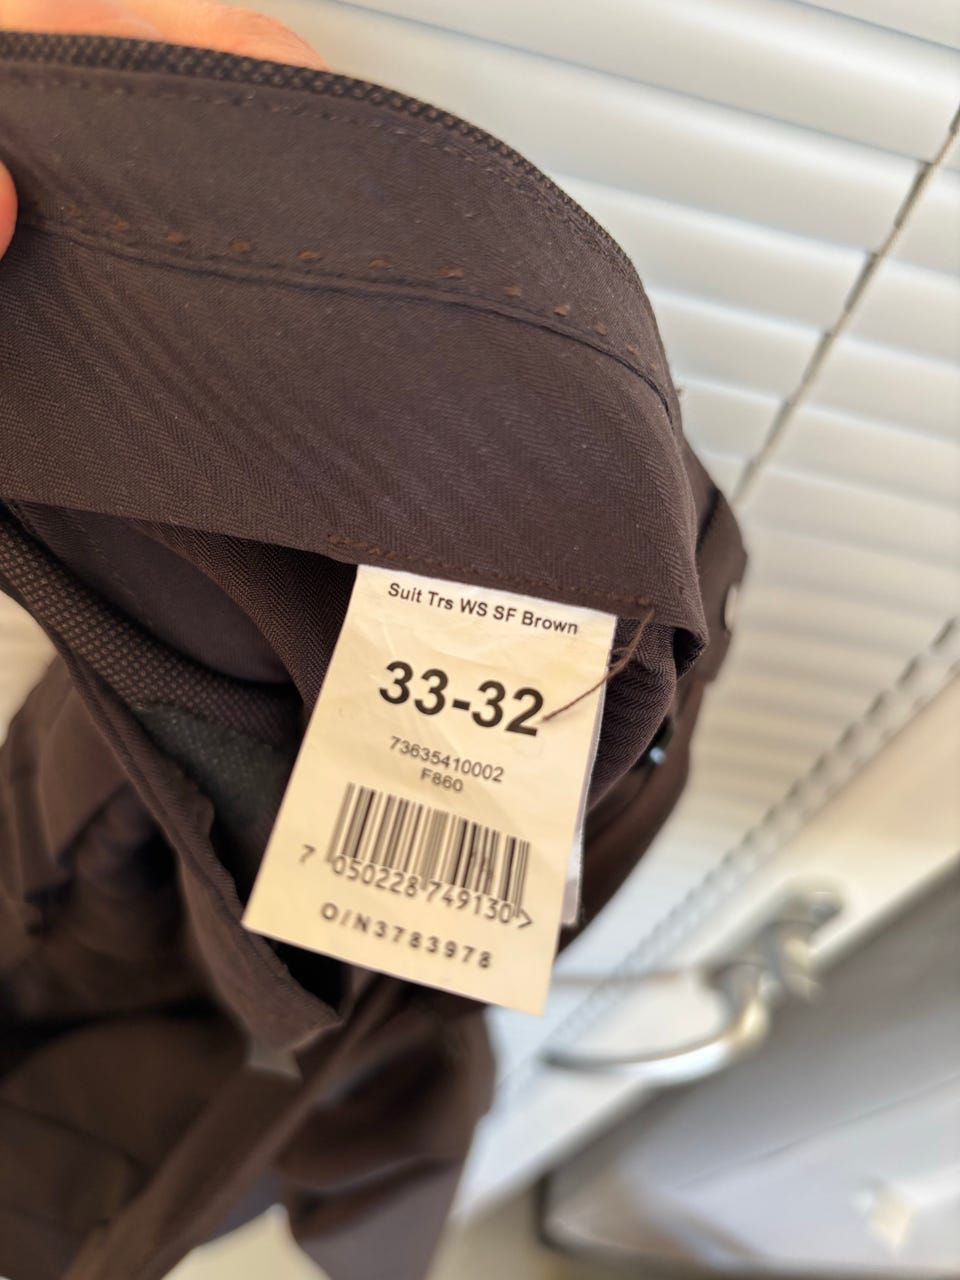 Suit Trs WS SF Brown
33-32
73635410002
F860
7 050228 749130>
O/N3783978